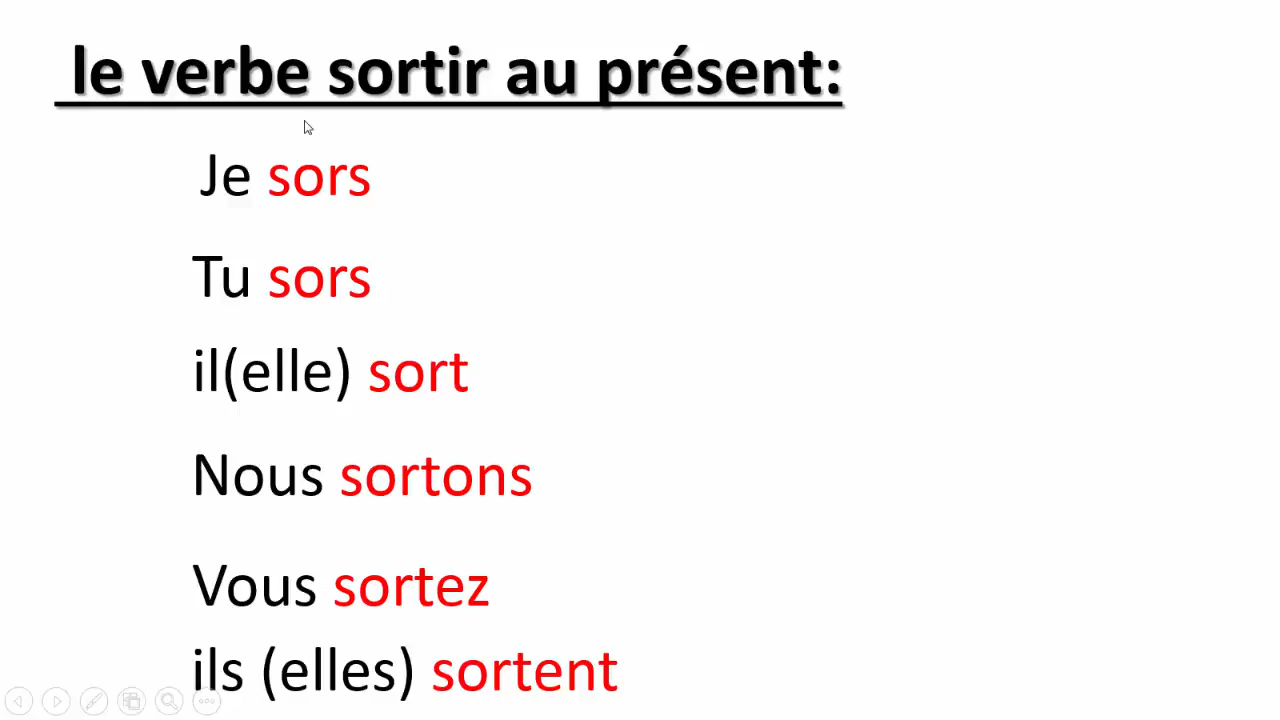 le verbe sortir au présent:
Je sors
Tu sors
il(elle) sort
Nous sortons
Vous sortez
ils (elles) sortent